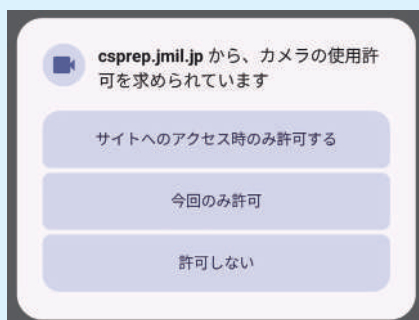 csprep.jmil.jp から、カメラの使用許
可を求められています
サイトへのアクセス時のみ許可する
今回のみ許可
許可しない